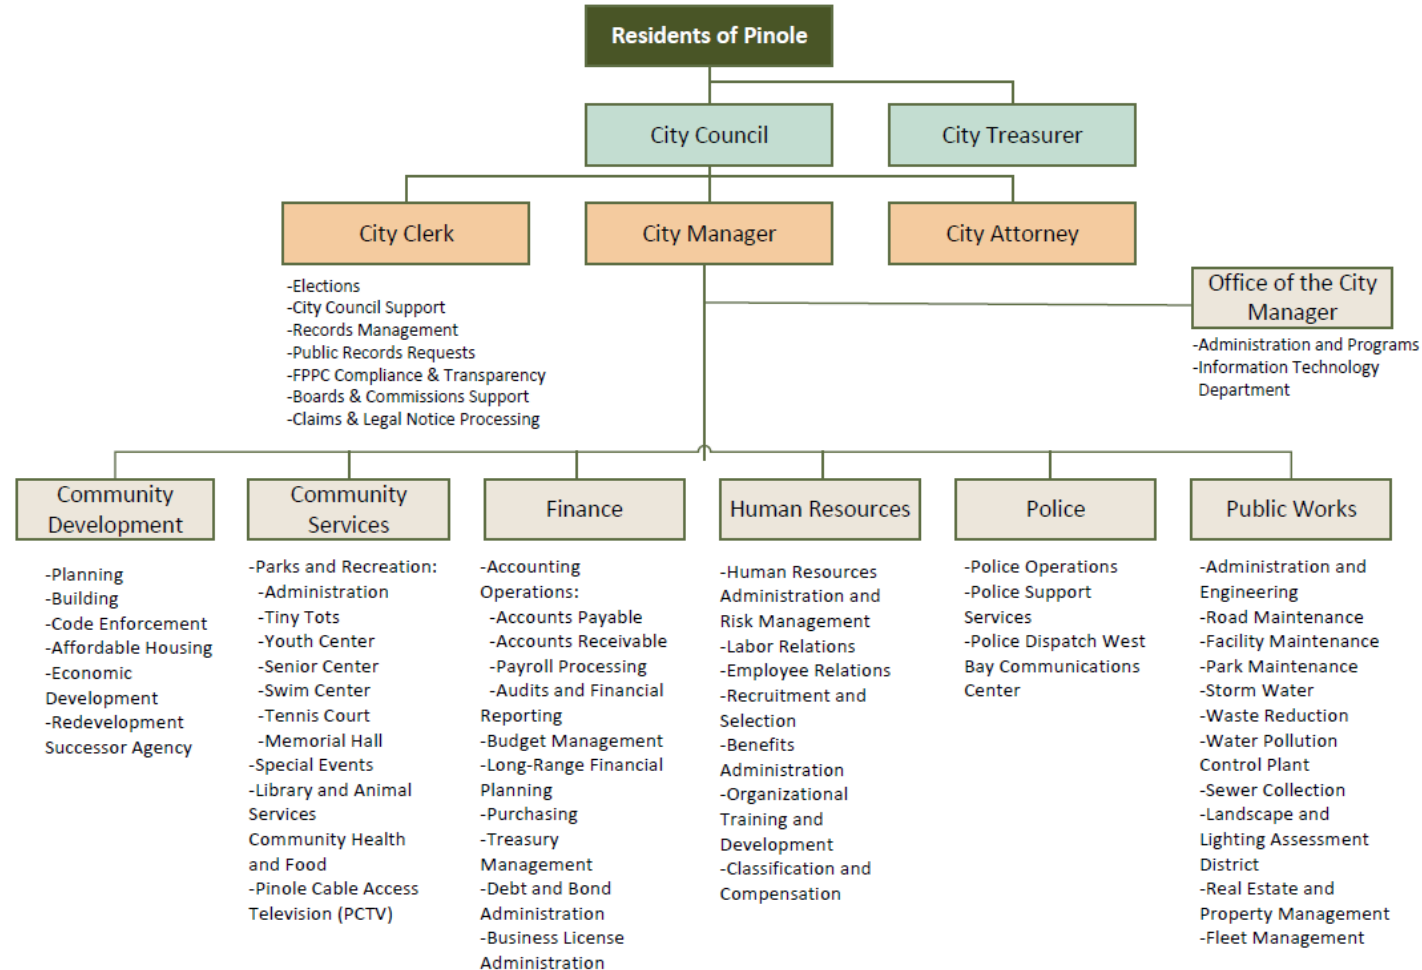 Residents of Pinole
City Council
City Treasurer
City Clerk
City Manager
City Attorney
-Elections
-City Council Support
-Records Management
-Public Records Requests
-FPPC Compliance & Transparency
-Boards & Commissions Support
-Claims & Legal Notice Processing
Office of the City
Manager
-Administration and Programs
-Information Technology
Department
Community
Development
-Planning
-Building
-Code Enforcement
-Affordable Housing
-Economic
Development
-Redevelopment
Successor Agency
Community
Services
-Parks and Recreation:
-Administration
-Tiny Tots
-Youth Center
-Senior Center
-Swim Center
-Tennis Court
-Memorial Hall
-Special Events
-Library and Animal
Services
Community Health
and Food
-Pinole Cable Access
Television (PCTV)
Finance
-Accounting
Operations:
-Accounts Payable
-Accounts Receivable
-Payroll Processing
-Audits and Financial
Reporting
-Budget Management
-Long-Range Financial
Planning
-Purchasing
-Treasury
Management
-Debt and Bond
Administration
-Business License
Administration
Human Resources
-Human Resources
Administration and
Risk Management
-Labor Relations
-Employee Relations
-Recruitment and
Selection
-Benefits
Administration
-Organizational
Training and
Development
-Classification and
Compensation
Police
-Police Operations
-Police Support
Services
-Police Dispatch West
Bay Communications
Center
Public Works
-Administration and
Engineering
-Road Maintenance
-Facility Maintenance
-Park Maintenance
-Storm Water
-Waste Reduction
-Water Pollution
Control Plant
-Sewer Collection
-Landscape and
Lighting Assessment
District
-Real Estate and
Property Management
-Fleet Management